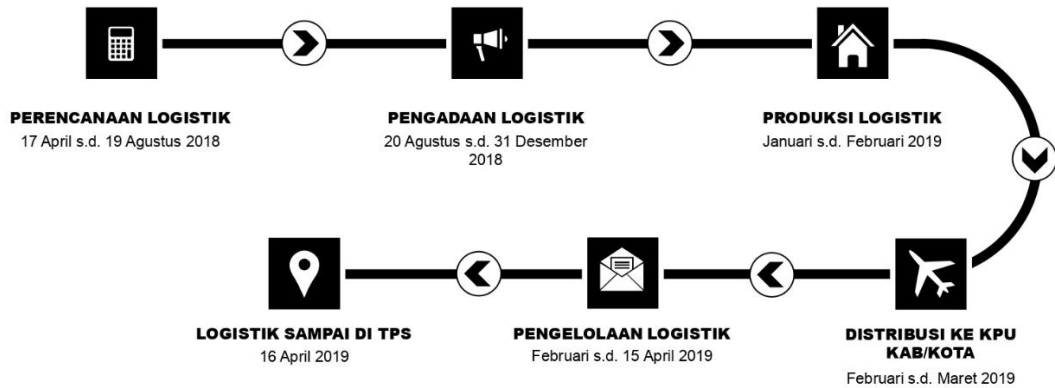 PERENCANAAN LOGISTIK
17 April s.d. 19 Agustus 2018
PENGADAAN LOGISTIK
20 Agustus s.d. 31 Desember
2018
PRODUKSI LOGISTIK
Januari s.d. Februari 2019
DISTRIBUSI KE KPU
KAB/KOTA
Februari s.d. Maret 2019
PENGELOLAAN LOGISTIK
Februari s.d. 15 April 2019
LOGISTIK SAMPAI DI TPS
16 April 2019